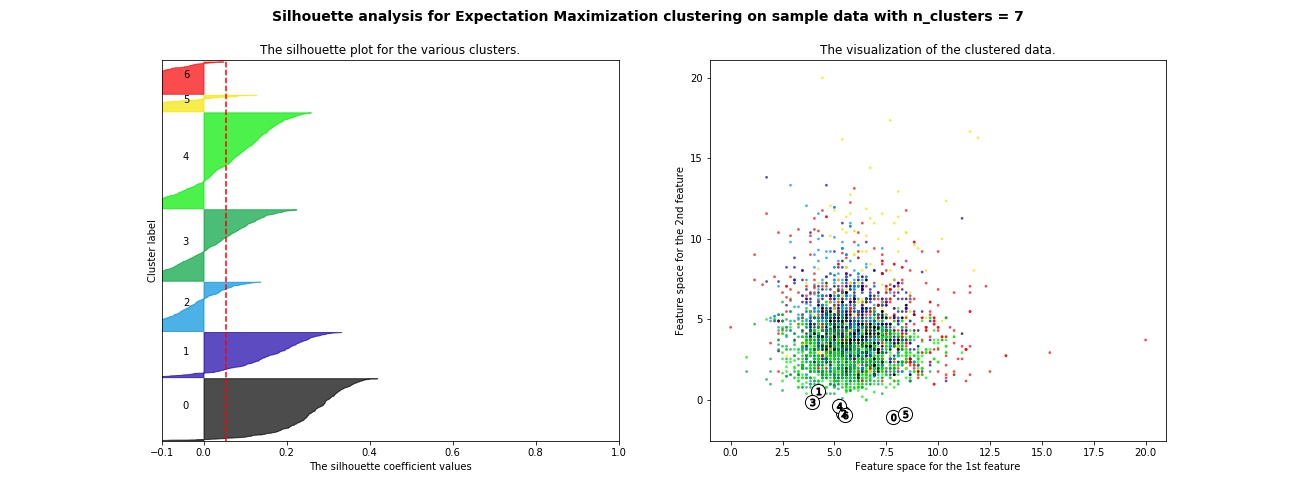 Silhouette analysis for Expectation Maximization clustering on sample data with n_clusters = 7
The silhouette plot for the various clusters.
6
5
4
3
2
1
0
Cluster label
−0.1 0.0 0.2 0.4 0.6 0.8 1.0
The silhouette coefficient values
The visualization of the clustered data.
20
15
10
5
0
Feature space for the 2nd feature
1
3
4
6
0
5
0.0 2.5 5.0 7.5 10.0 12.5 15.0 17.5 20.0
Feature space for the 1st feature